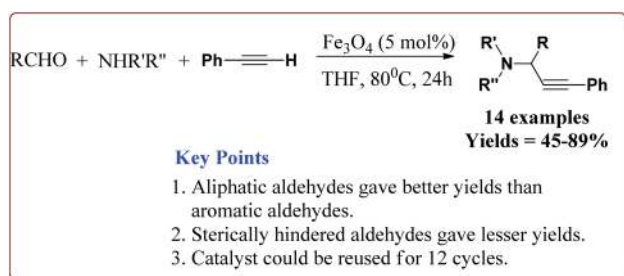 RCHO + NHR'R" + Ph H
Fe₃O₄ (5 mol%)
THF, 80⁰C, 24h
R' R
N
R" Ph
14 examples
Yields = 45-89%
Key Points
1. Aliphatic aldehydes gave better yields than
aromatic aldehydes.
2. Sterically hindered aldehydes gave lesser yields.
3. Catalyst could be reused for 12 cycles.